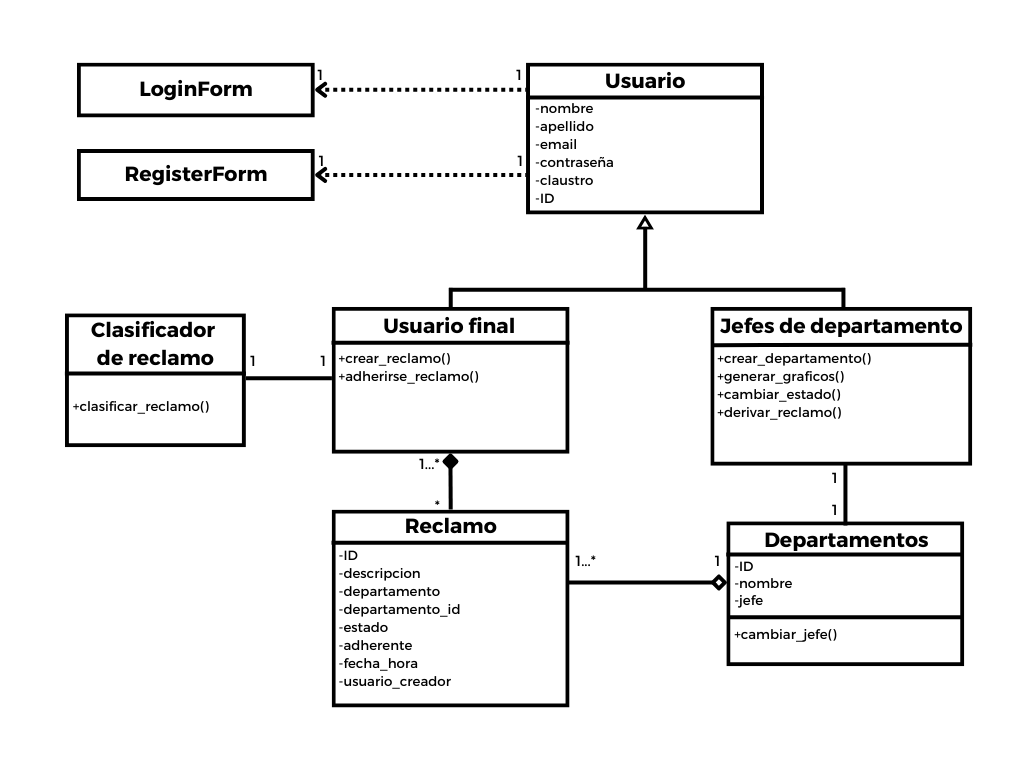 LoginForm
1
1
Usuario
-nombre
-apellido
-email
-contraseña
-claustro
-ID
RegisterForm
1
1
Clasificador
de reclamo
+clasificar_reclamo()
1
1
Usuario final
+crear_reclamo()
+adherirse_reclamo()
Jefes de departamento
+crear_departamento()
+generar_graficos()
+cambiar_estado()
+derivar_reclamo()
1...*
*
1
1
Reclamo
-ID
-descripcion
-departamento
-departamento_id
-estado
-adherente
-fecha_hora
-usuario_creador
1...*
1
Departamentos
-ID
-nombre
-jefe
+cambiar_jefe()